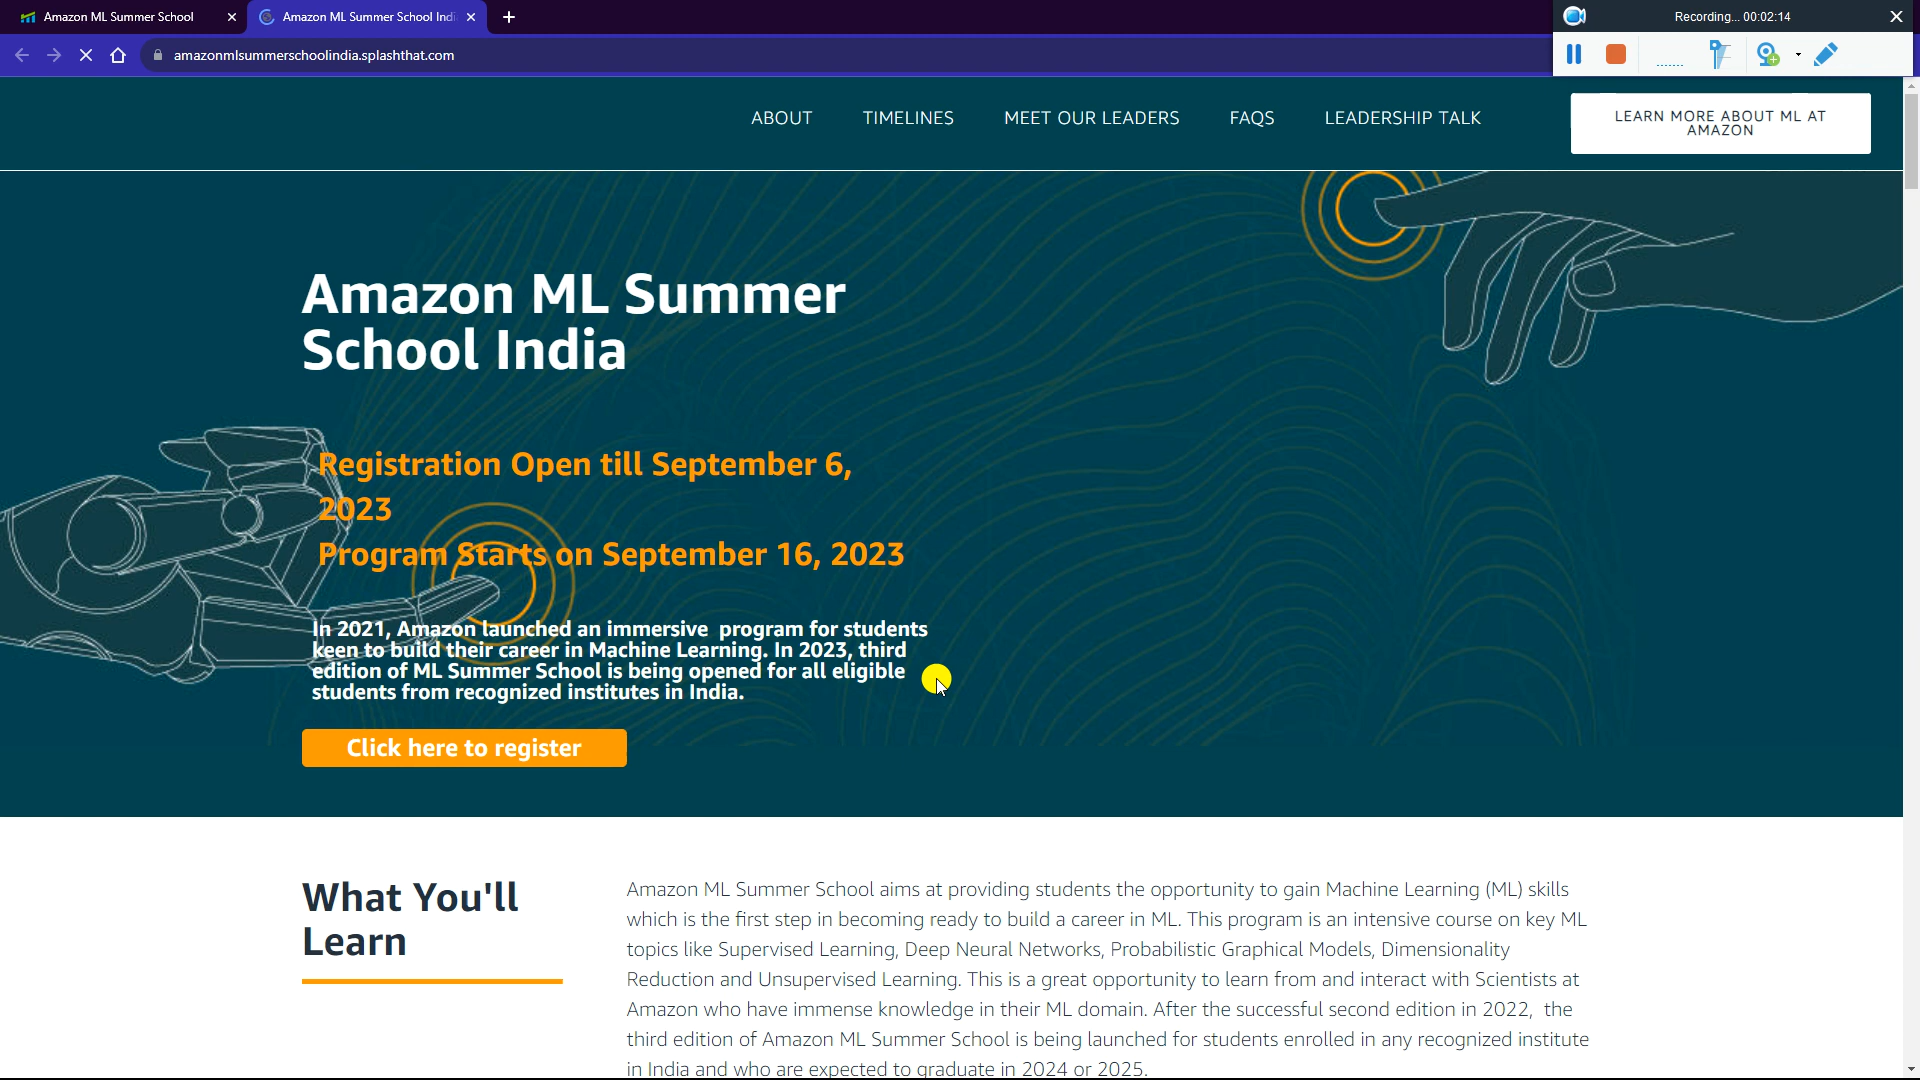 Amazon ML Summer School
Amazon ML Summer School Indi
Recording... 00:02:14
amazonmlsummerschoolindia.splashthat.com
ABOUT
TIMELINES
MEET OUR LEADERS
FAQS
LEADERSHIP TALK
LEARN MORE ABOUT ML AT
AMAZON
Amazon ML Summer
School India
Registration Open till September 6,
2023
Program Starts on September 16, 2023
In 2021, Amazon launched an immersive program for students
keen to build their career in Machine Learning. In 2023, third
edition of ML Summer School is being opened for all eligible
students from recognized institutes in India.
Click here to register
What You'll
Learn
Amazon ML Summer School aims at providing students the opportunity to gain Machine Learning (ML) skills
which is the first step in becoming ready to build a career in ML. This program is an intensive course on key ML
topics like Supervised Learning, Deep Neural Networks, Probabilistic Graphical Models, Dimensionality
Reduction and Unsupervised Learning. This is a great opportunity to learn from and interact with Scientists at
Amazon who have immense knowledge in their ML domain. After the successful second edition in 2022, the
third edition of Amazon ML Summer School is being launched for students enrolled in any recognized institute
in India and who are expected to graduate in 2024 or 2025.